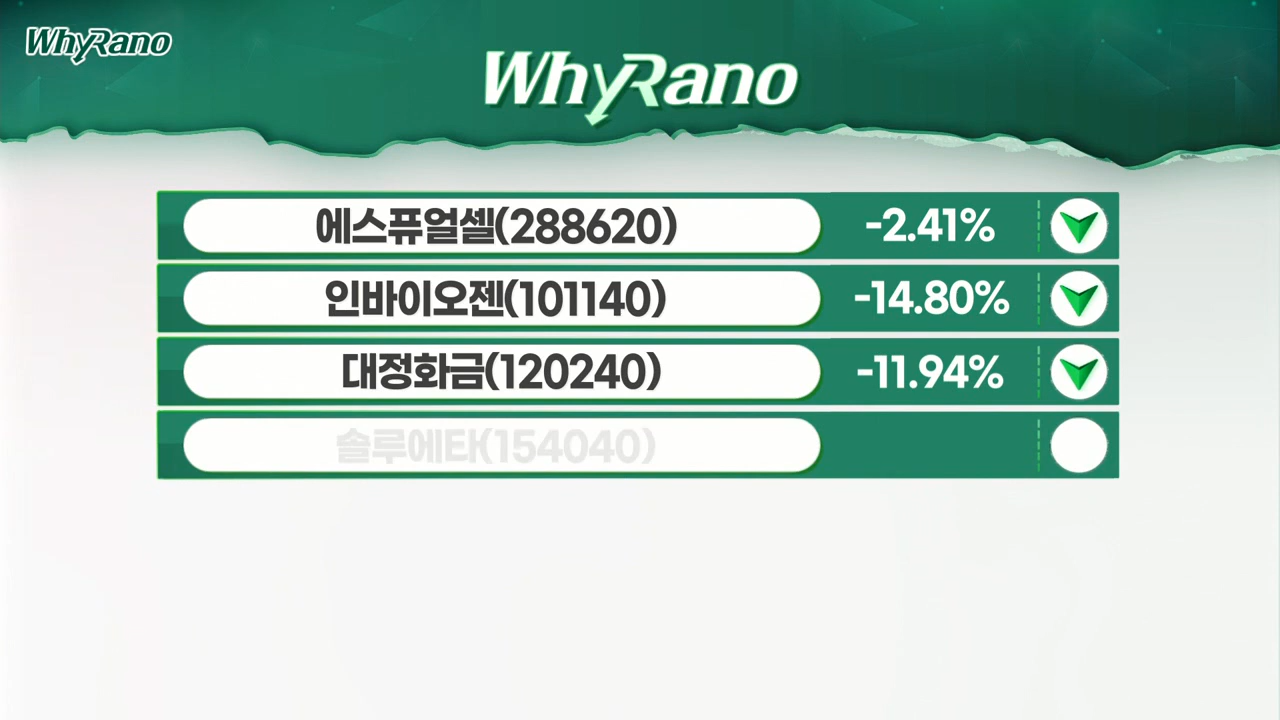 WhyRano
WhyRano
에스퓨얼셀(288620) -2.41%
인바이오젠(101140) -14.80%
대정화금(120240) -11.94%
솔루에타(154040)